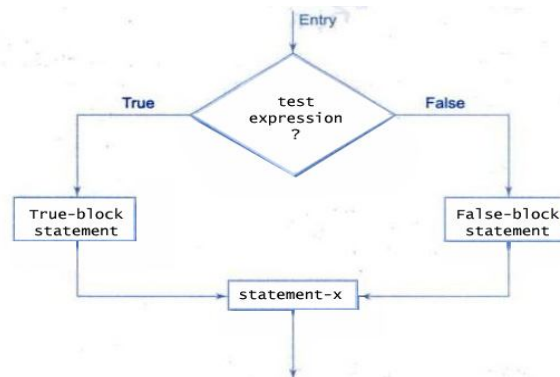 Entry
True
test
expression
?
False
True-block
statement
False-block
statement
statement-x